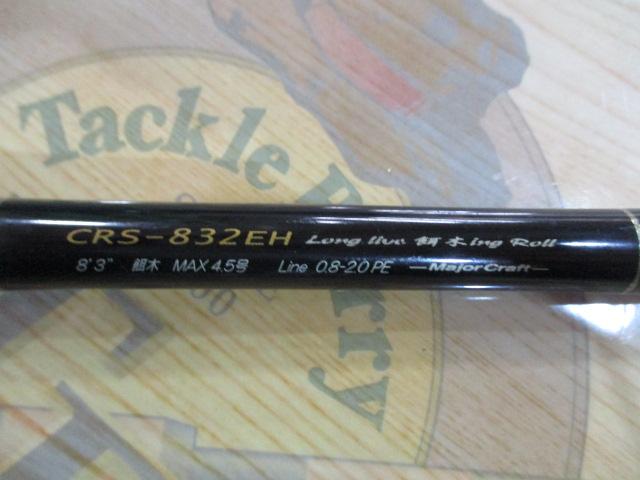 Tackle Berry
CRS-832EH Long live 餌木ing Roll
8'3" 餌木 MAX 4.5号 Line 0.8-2.0 PE —MajorCraft—